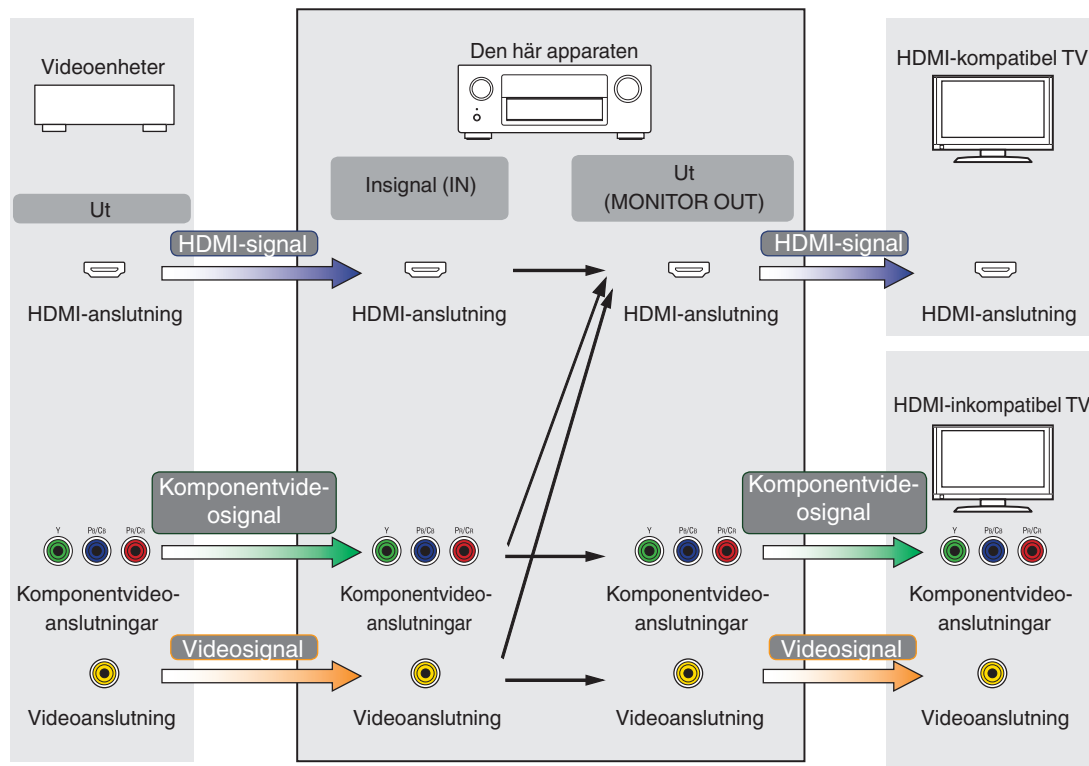 Videoenheter
Den här apparaten
HDMI-kompatibel TV
Ut
Insignal (IN)
Ut
(MONITOR OUT)
HDMI-signal
HDMI-signal
HDMI-anslutning
HDMI-anslutning
HDMI-anslutning
HDMI-anslutning
HDMI-inkompatibel TV
Komponentvide-
osignal
Komponentvide-
osignal
Y PB/CB PR/CR
Y PB/CB PR/CR
Y PB/CB PR/CR
Y PB/CB PR/CR
Komponentvideo-
anslutningar
Komponentvideo-
anslutningar
Komponentvideo-
anslutningar
Komponentvideo-
anslutningar
Videosignal
Videosignal
Videoanslutning
Videoanslutning
Videoanslutning
Videoanslutning